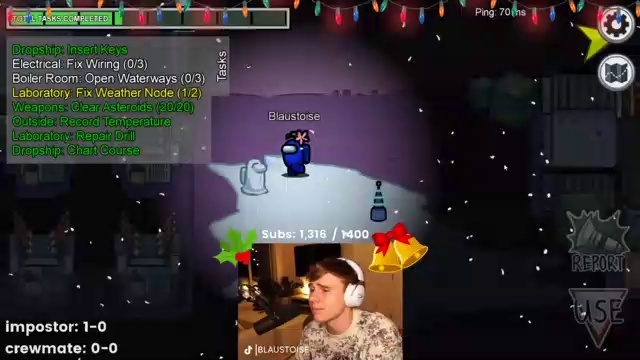 TOTAL TASKS COMPLETED
Ping: 70ms
Dropship: Insert Keys
Electrical: Fix Wiring (0/3)
Boiler Room: Open Waterways (0/3)
Laboratory: Fix Weather Node (1/2)
Weapons: Clear Asteroids (20/20)
Outside: Record Temperature
Laboratory: Repair Drill
Dropship: Chart Course
Tasks
Blaustoise
Subs: 1,316 / 1400
REPORT
USE
impostor: 1-0
crewmate: 0-0
BLAUSTOISE